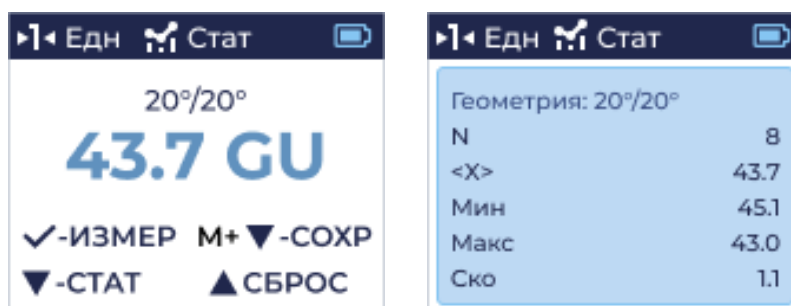 Едн Стат
20°/20°
43.7 GU
-ИЗМЕР М+ ▼-СОХР
▼-СТАТ ▲СБРОС
Едн Стат
Геометрия: 20°/20°
N 8
<X> 43.7
Мин 45.1
Макс 43.0
Ско 1.1